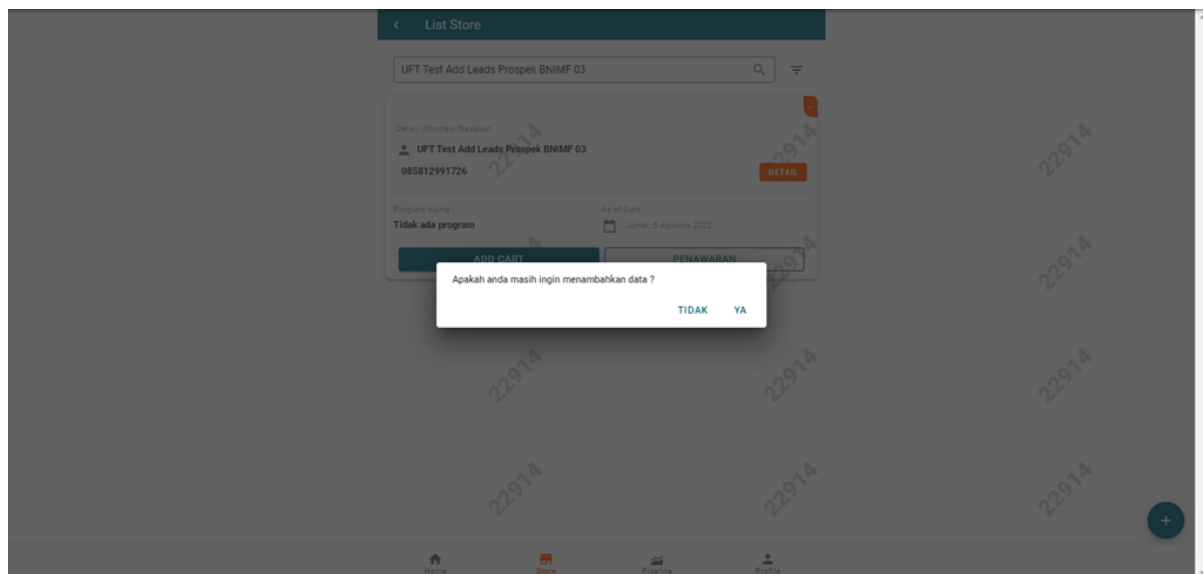 List Store
UFT Test Add Leads Prospek BNIMF 03
Detail Informasi Nasabah
UFT Test Add Leads Prospek BNIMF 03
085812991726
DETAIL
Program Name :
As of Date :
Tidak ada program
Jumat, 5 Agustus 2022
ADD CART
PENAWARAN
Apakah anda masih ingin menambahkan data ?
TIDAK YA
22914
22914
22914
22914
22914
22914
22914
22914
22914
22914
22914
Home
Store
Pipeline
Profile